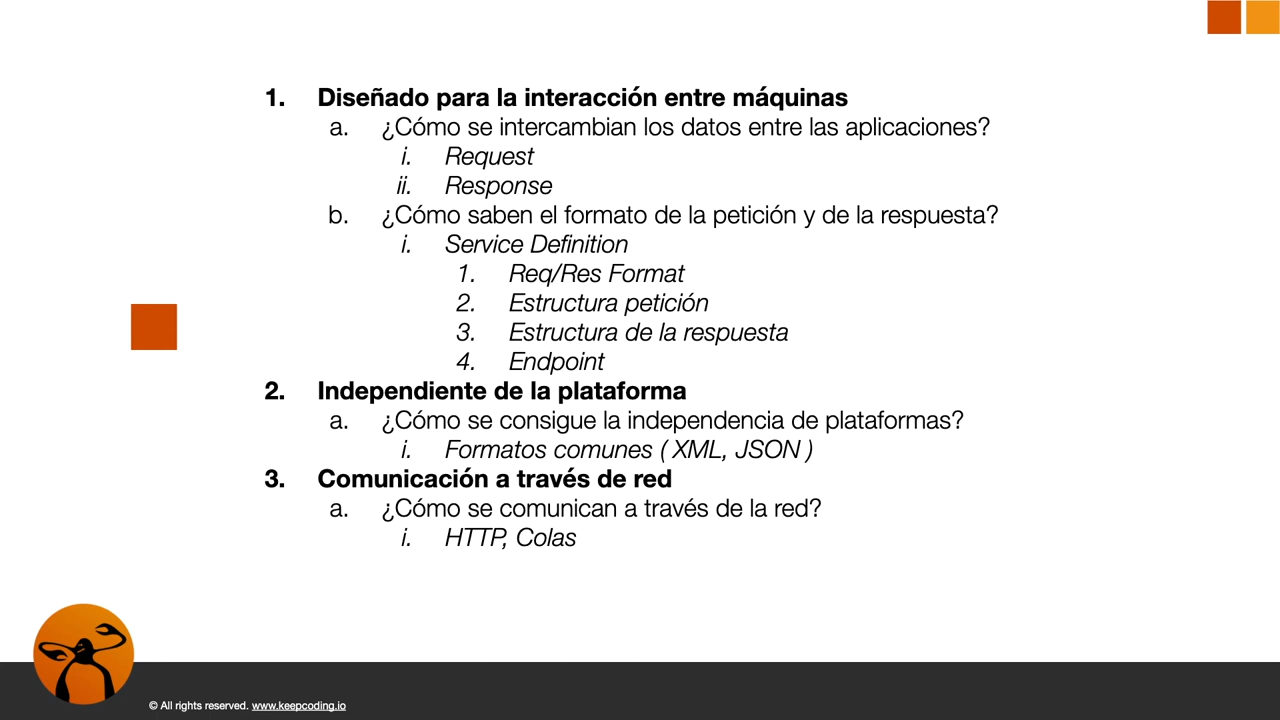 1. Diseñado para la interacción entre máquinas
a. ¿Cómo se intercambian los datos entre las aplicaciones?
i. Request
ii. Response
b. ¿Cómo saben el formato de la petición y de la respuesta?
i. Service Definition
1. Req/Res Format
2. Estructura petición
3. Estructura de la respuesta
4. Endpoint
2. Independiente de la plataforma
a. ¿Cómo se consigue la independencia de plataformas?
i. Formatos comunes ( XML, JSON )
3. Comunicación a través de red
a. ¿Cómo se comunican a través de la red?
i. HTTP, Colas
© All rights reserved. www.keepcoding.io